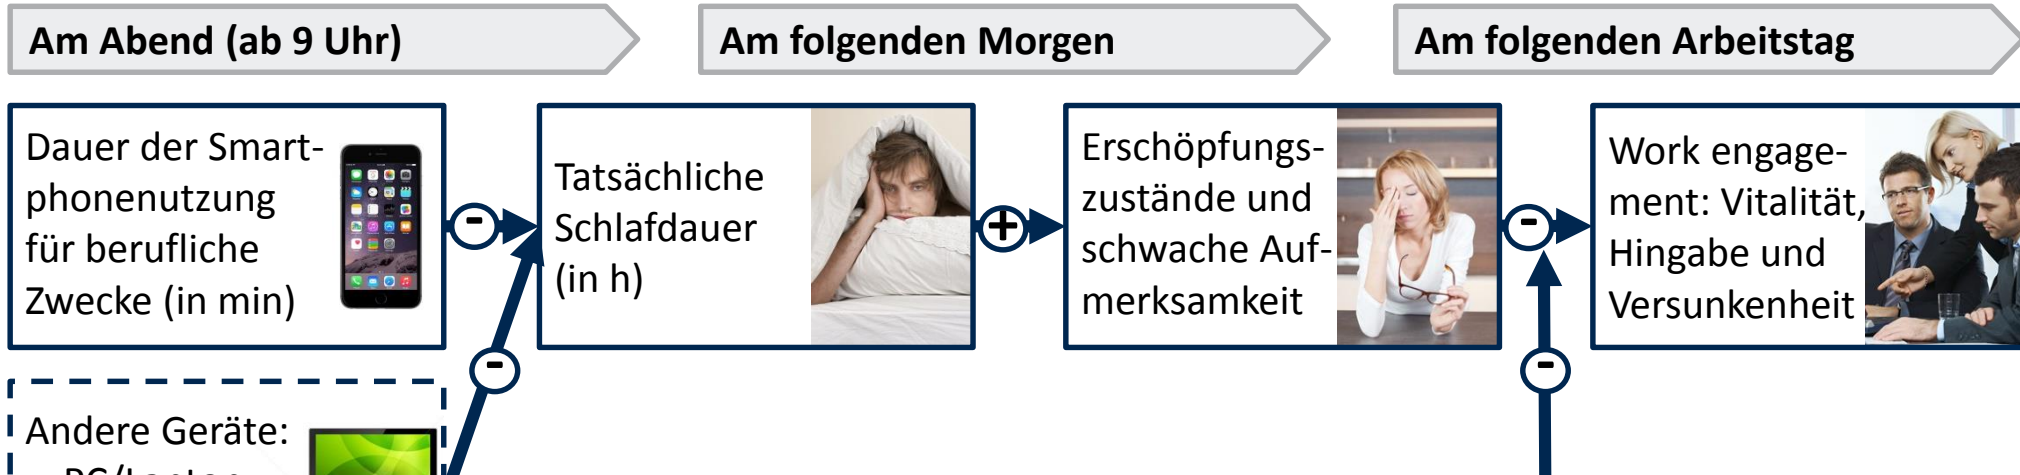 Am Abend (ab 9 Uhr)
Am folgenden Morgen
Am folgenden Arbeitstag
Dauer der Smart-
phonenutzung
für berufliche
Zwecke (in min)
-
Tatsächliche
Schlafdauer
(in h)
+
Erschöpfungs-
zustände und
schwache Auf-
merksamkeit
-
Work engage-
ment: Vitalität,
Hingabe und
Versunkenheit
-
-
Andere Geräte:
PC/Laptop